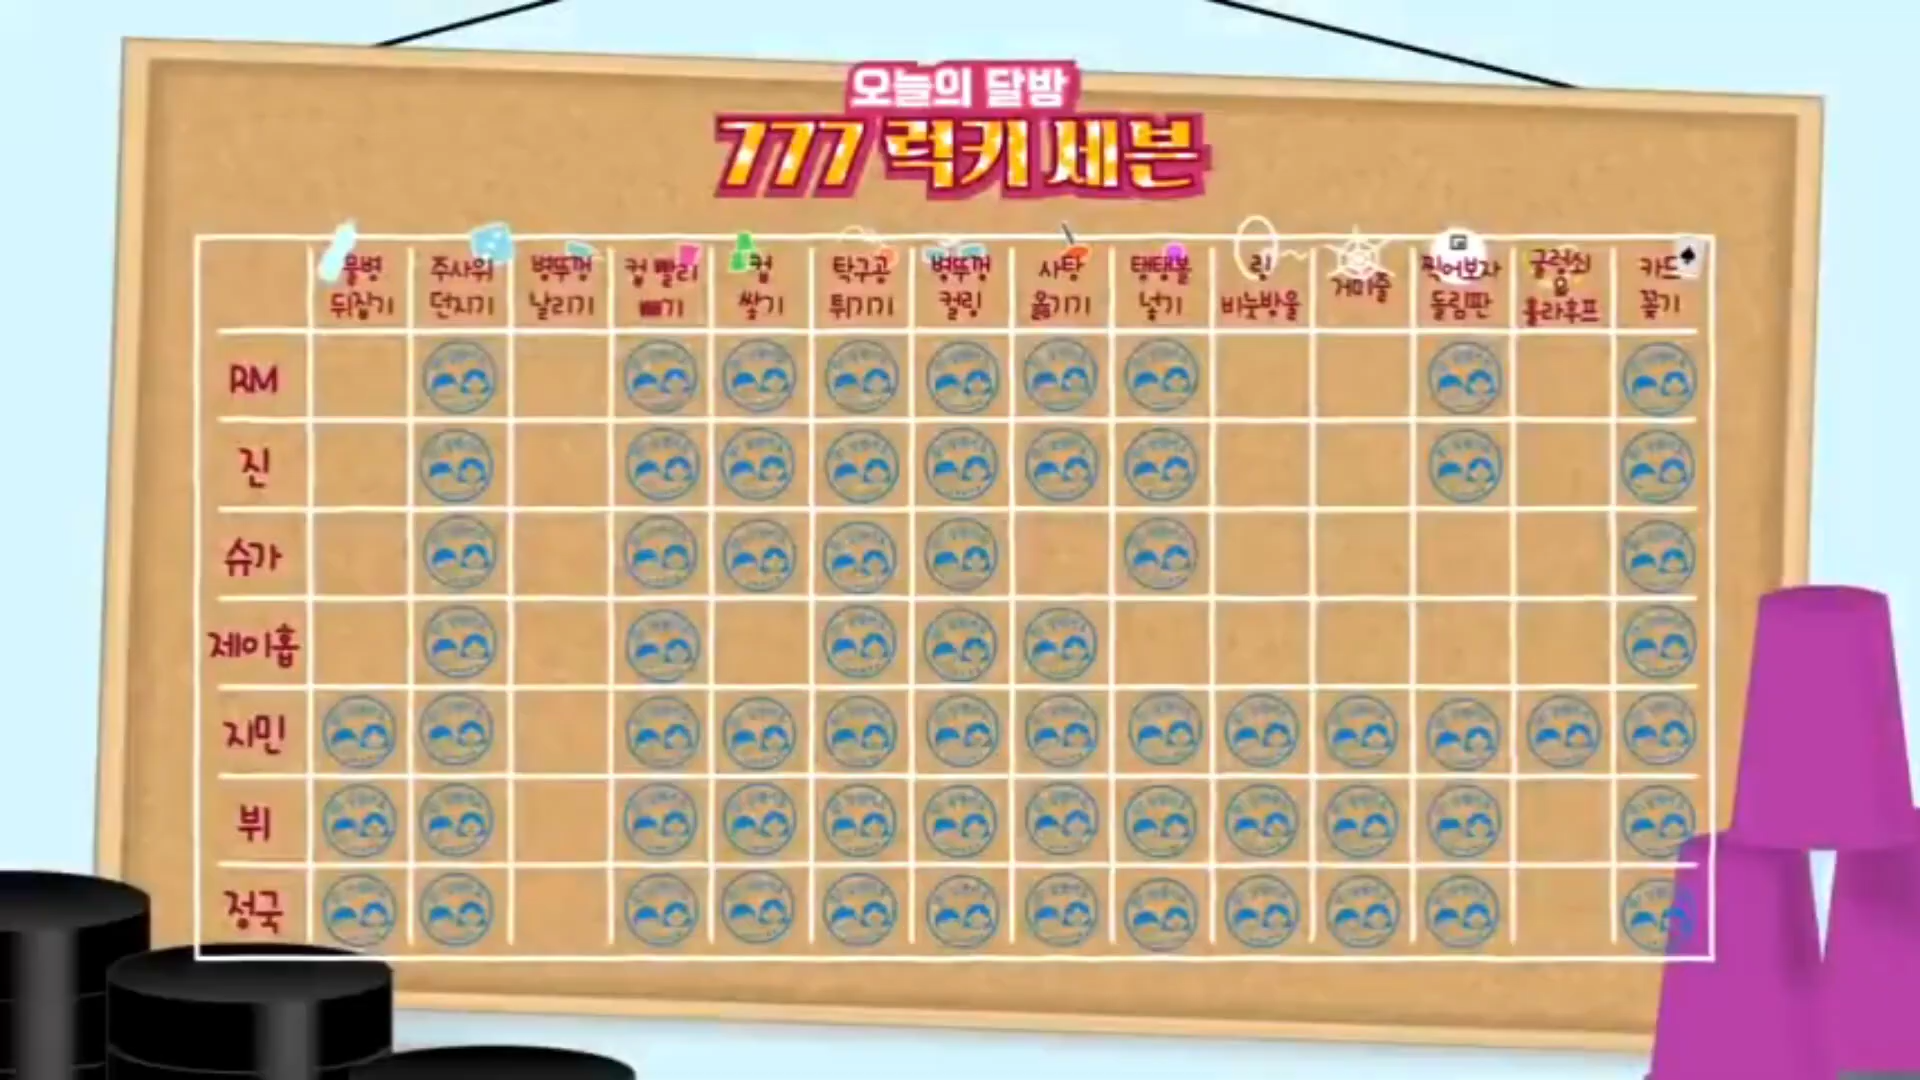 오늘의 달방
777 럭키 세븐
물병 뒤집기
주사위 던지기
병뚜껑 날리기
컵 빨리 빼기
컵 쌓기
탁구공 튀기기
병뚜껑 컬링
사탕 옮기기
탱탱볼 넣기
링 비눗방울
거미줄
찍어보자 돌림판
굴렁쇠 & 훌라후프
카드 꽂기
RM
진
슈가
제이홉
지민
뷔
정국